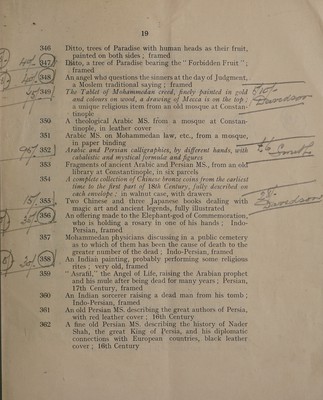 19
346 Ditto, trees of Paradise with human heads as their fruit,
painted on both sides ; framed
347 Ditto, a tree of Paradise bearing the “ Forbidden Fruit ” ;
; framed
348 An angel who questions the sinners at the day of Judgment,
a Moslem traditional saying ; framed
349 The Tablet of Mohammedan creed, finely painted in gold
and colours on wood, a drawing of Mecca is on the top ;
a unique religious item from an old mosque at Constan-
tinople
350 A theological Arabic MS. from a mosque at Constan-
tinople, in leather cover
351 Arabic MS. on Mohammedan law, etc., from a mosque,
in paper binding
352 Arabic and Persian calligraphies, by different hands, with
cabalistic and mystical formulæ and figures
353 Fragments of ancient Arabic and Persian MS., from an old
library at Constantinople, in six parcels
354 A complete collection of Chinese bronze coins from the earliest
time to the first part of 18th Century, fully described on
each envelope ; in walnut case, with drawers
355 Two Chinese and three Japanese books dealing with
magic art and ancient legends, fully illustrated
356 An offering made to the Elephant-god of Commemoration,
who is holding a rosary in one of his hands ; Indo-
Persian, framed
357 Mohammedan physicians discussing in a public cemetery
as to which of them has been the cause of death to the
greater number of the dead ; Indo-Persian, framed
358 An Indian painting, probably performing some religious
rites ; very old, framed
359 “ Asrafil,” the Angel of Life, raising the Arabian prophet
and his mule after being dead for many years ; Persian,
17th Century, framed
360 An Indian sorcerer raising a dead man from his tomb ;
Indo-Persian, framed
361 An old Persian MS. describing the great authors of Persia,
with red leather cover ; 16th Century
362 A fine old Persian MS. describing the history of Nader
Shah, the great King of Persia, and his diplomatic
connections with European countries, black leather
cover ; 16th Century